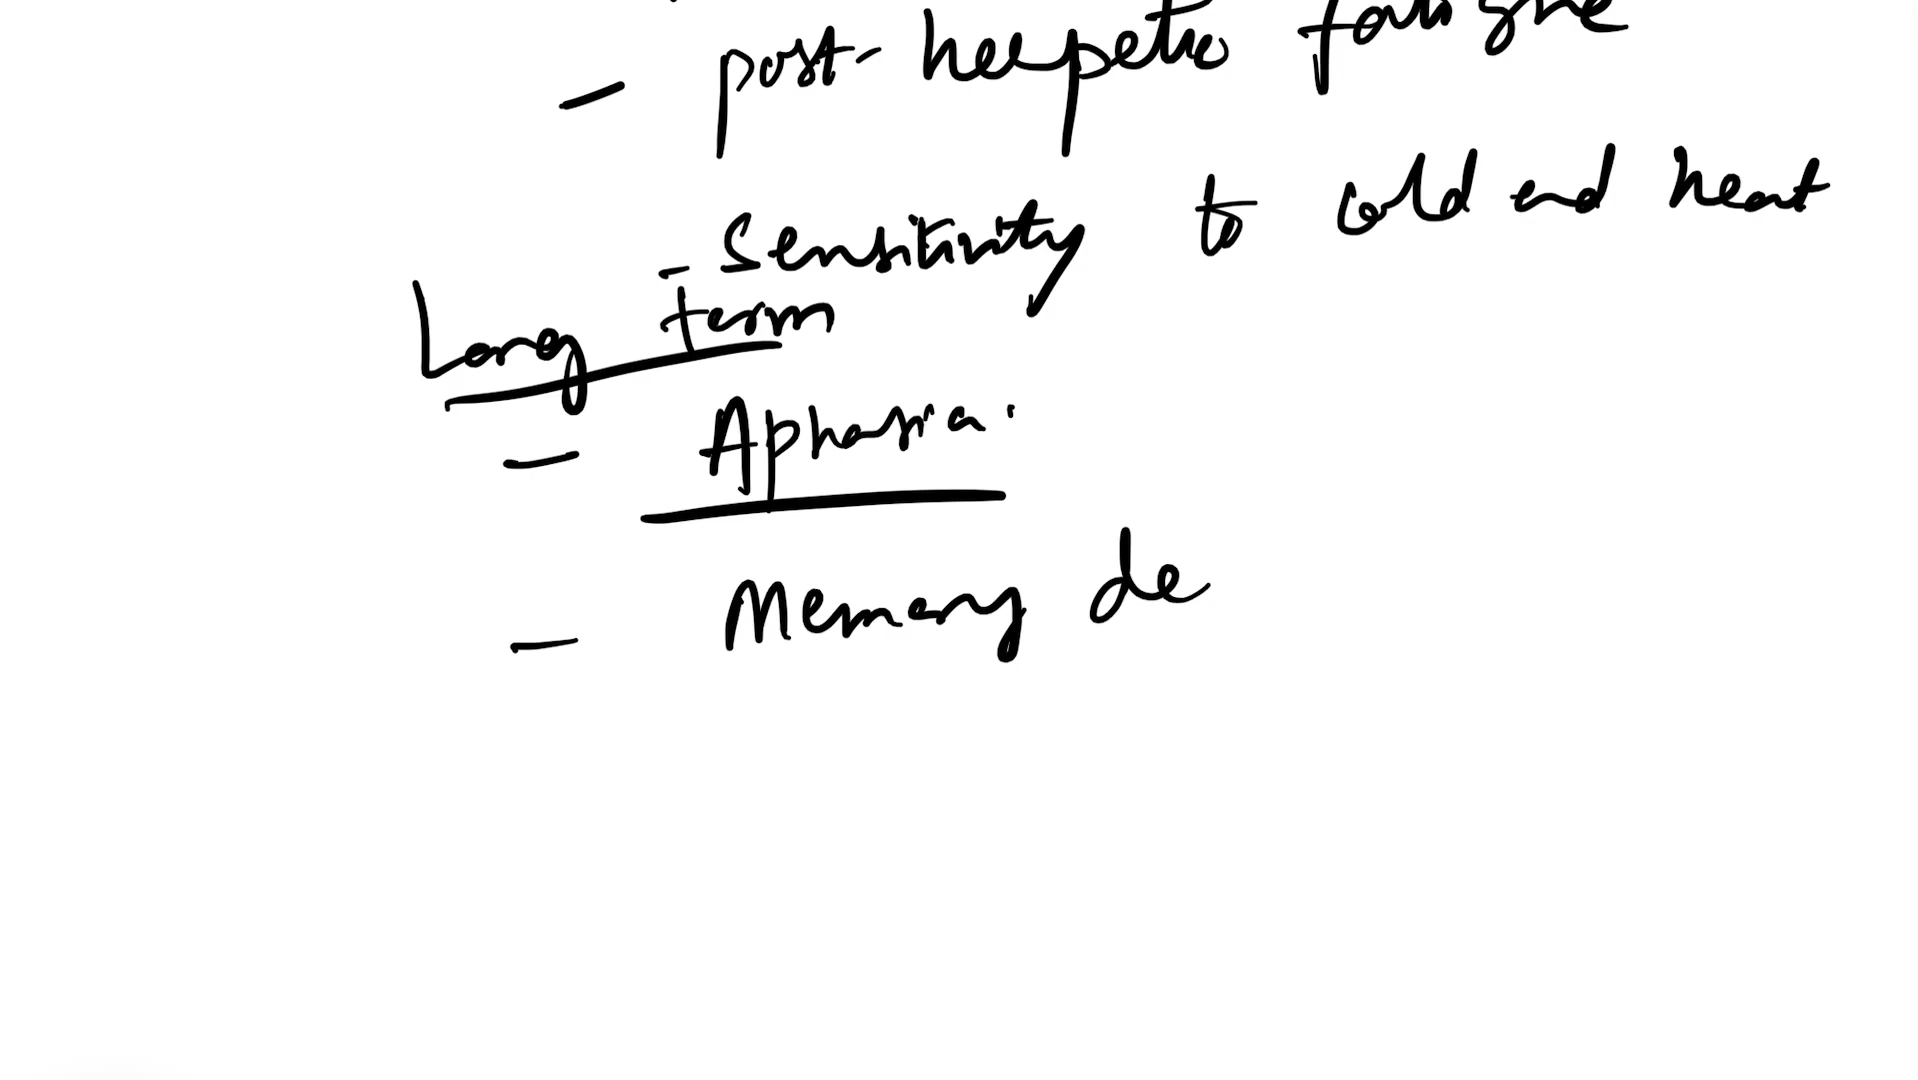 - post-herpetic fatigue
- sensitivity to cold and heat
Long term
- Aphasia.
- Memory de